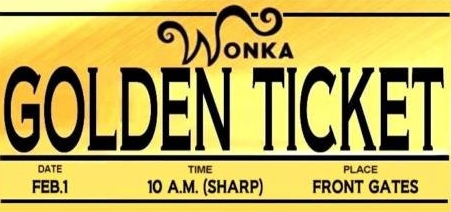 WONKA
GOLDEN TICKET
DATE TIME PLACE
FEB.1 10 A.M. (SHARP) FRONT GATES